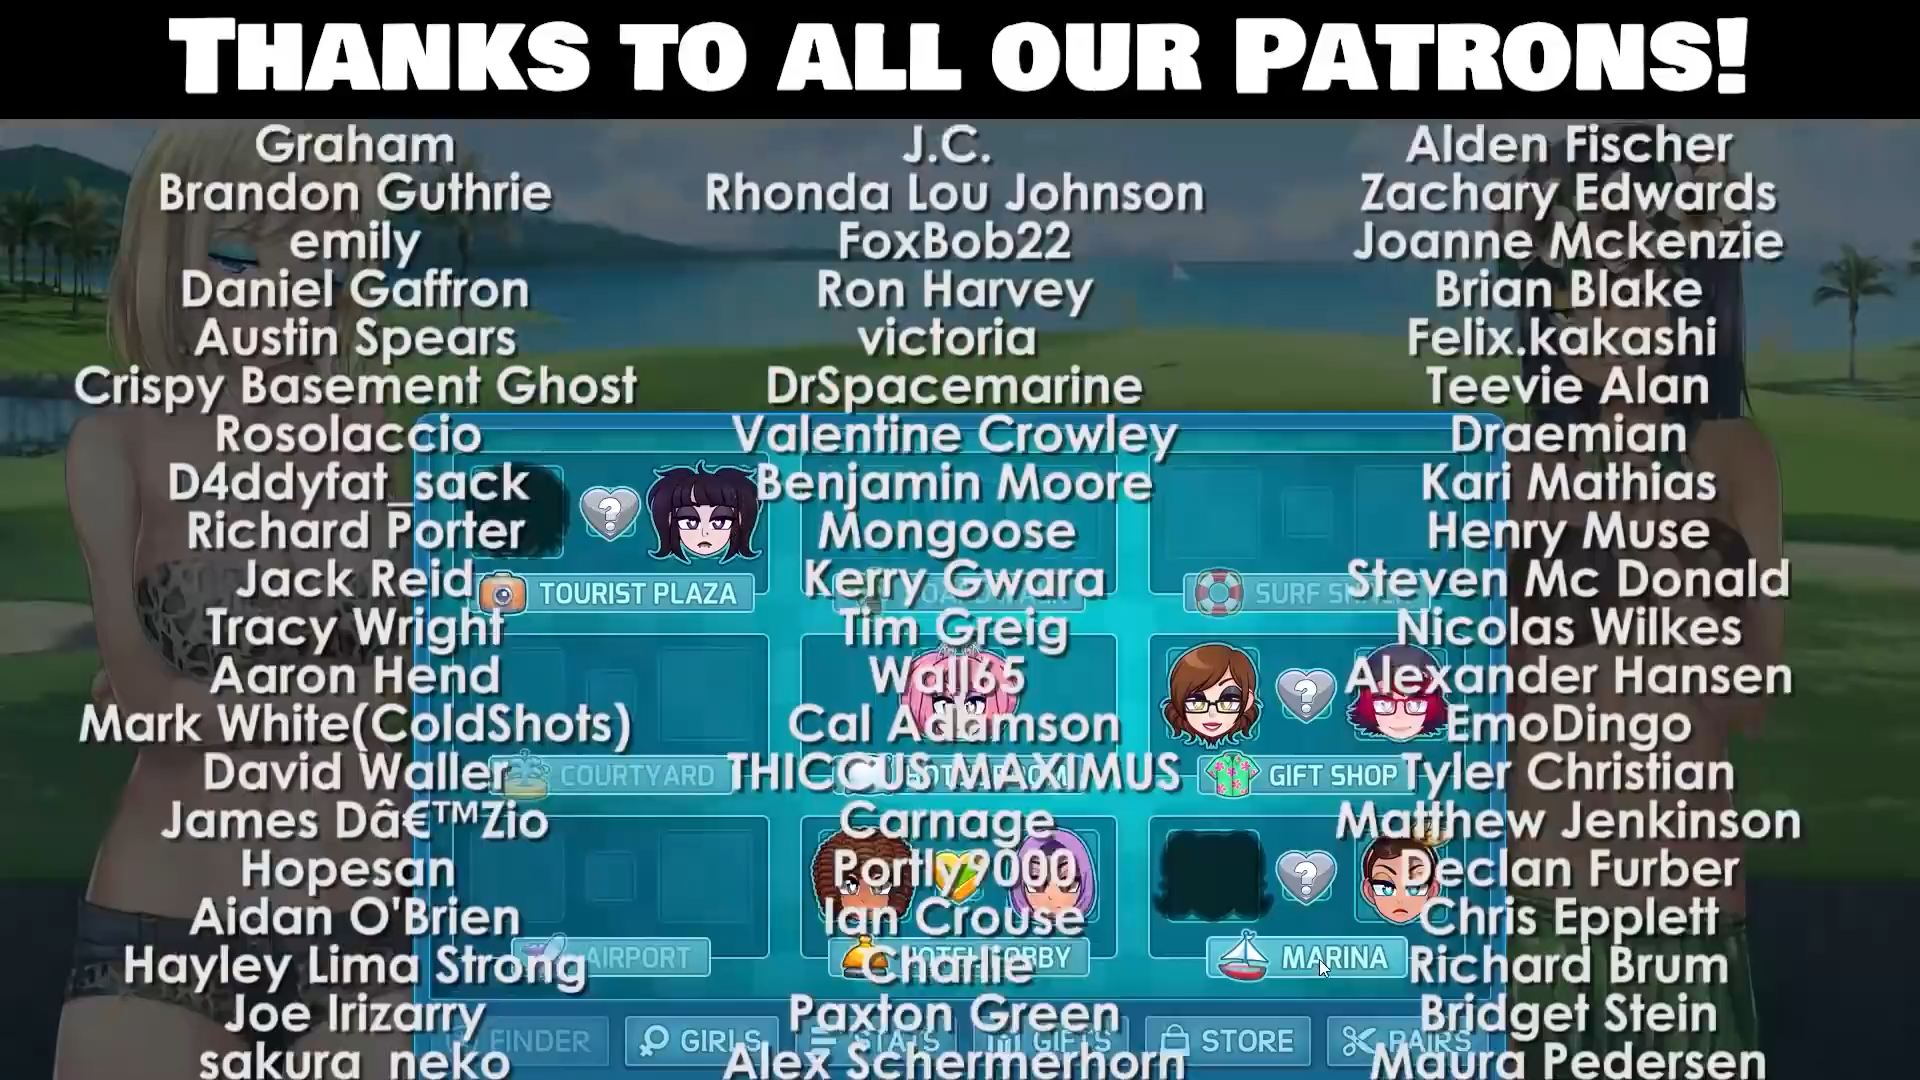 THANKS TO ALL OUR PATRONS!
Graham
Brandon Guthrie
emily
Daniel Gaffron
Austin Spears
Crispy Basement Ghost
Rosolaccio
D4ddyfat_sack
Richard Porter
Jack Reid
Tracy Wright
Aaron Hend
Mark White(ColdShots)
David Waller
James Dâ€™Zio
Hopesan
Aidan O'Brien
Hayley Lima Strong
Joe Irizarry
sakura_neko
J.C.
Rhonda Lou Johnson
FoxBob22
Ron Harvey
victoria
DrSpacemarine
Valentine Crowley
Benjamin Moore
Mongoose
Kerry Gwara
Tim Greig
Wall65
Cal Adamson
THICCUS MAXIMUS
Carnage
Portly9000
Ian Crouse
Charlie
Paxton Green
Alex Schermerhorn
Alden Fischer
Zachary Edwards
Joanne Mckenzie
Brian Blake
Felix.kakashi
Teevie Alan
Draemian
Kari Mathias
Henry Muse
Steven Mc Donald
Nicolas Wilkes
Alexander Hansen
EmoDingo
Tyler Christian
Matthew Jenkinson
Declan Furber
Chris Epplett
Richard Brum
Bridget Stein
Maura Pedersen
TOURIST PLAZA
SURF
COURTYARD
GIFT SHOP
AIRPORT
HOTEL LOBBY
MARINA
FINDER
GIRLS
STATS
GIFTS
STORE
PAIRS